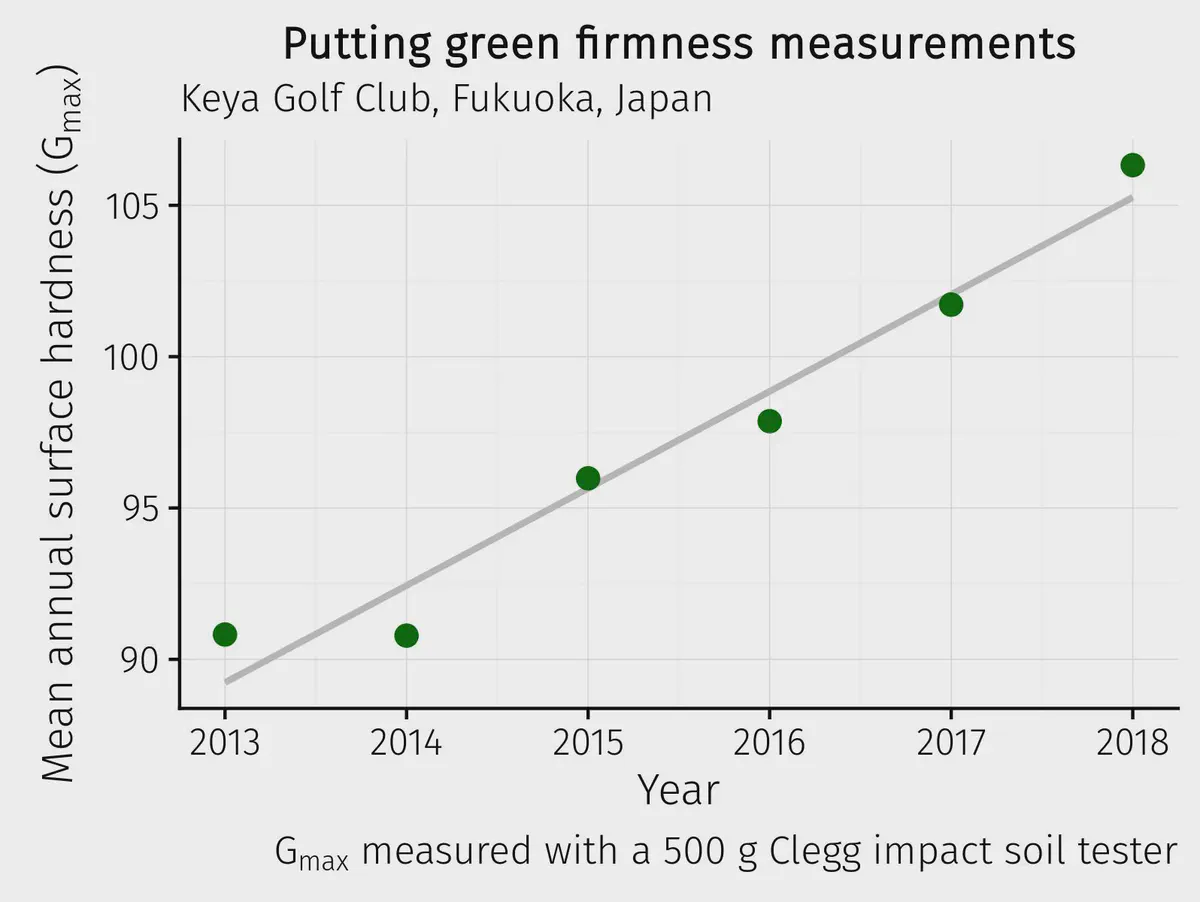 Putting green firmness measurements
Keya Golf Club, Fukuoka, Japan
Mean annual surface hardness (Gmax)
105
100
95
90
2013 2014 2015 2016 2017 2018
Year
Gmax measured with a 500 g Clegg impact soil tester